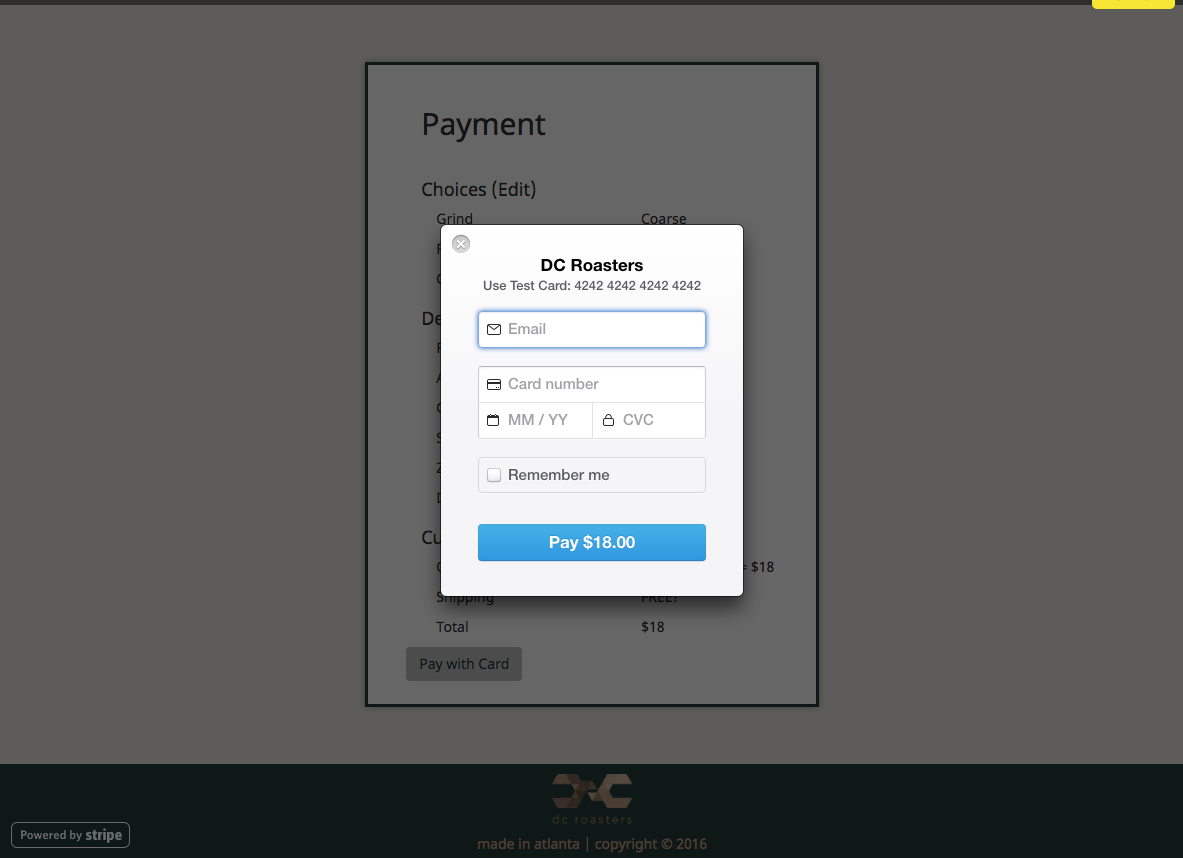 Payment
Choices (Edit)
Grind Coarse
DC Roasters
Use Test Card: 4242 4242 4242 4242
Email
Card number
MM / YY CVC
Remember me
Pay $18.00
= $18
Shipping FREE!
Total $18
Pay with Card
dc roasters
Powered by stripe
made in atlanta | copyright © 2016